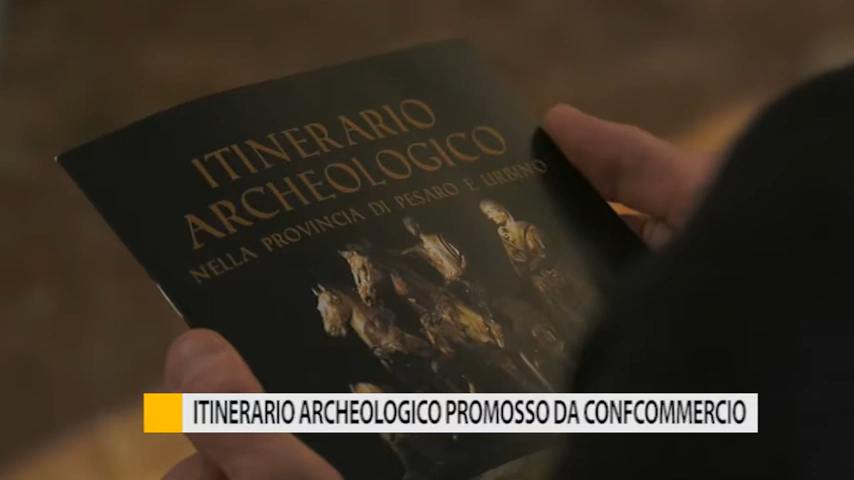 ITINERARIO
ARCHEOLOGICO
NELLA PROVINCIA DI PESARO E URBINO
ITINERARIO ARCHEOLOGICO PROMOSSO DA CONFCOMMERCIO